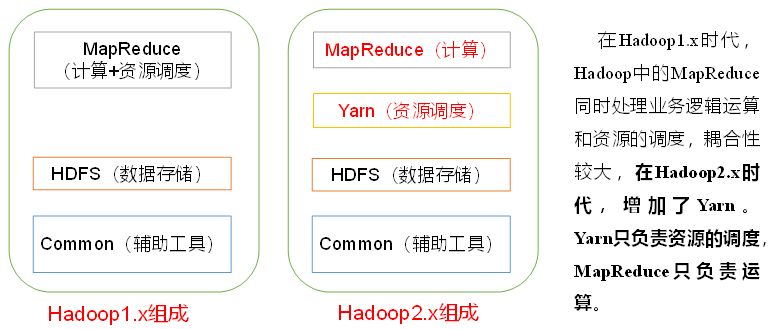 MapReduce
（计算+资源调度）
HDFS（数据存储）
Common（辅助工具）
Hadoop1.x组成
MapReduce（计算）
Yarn（资源调度）
HDFS（数据存储）
Common（辅助工具）
Hadoop2.x组成
在Hadoop1.x时代，
Hadoop中的MapReduce
同时处理业务逻辑运算
和资源的调度，耦合性
较大，在Hadoop2.x时
代，增加了Yarn。
Yarn只负责资源的调度，
MapReduce只负责运
算。